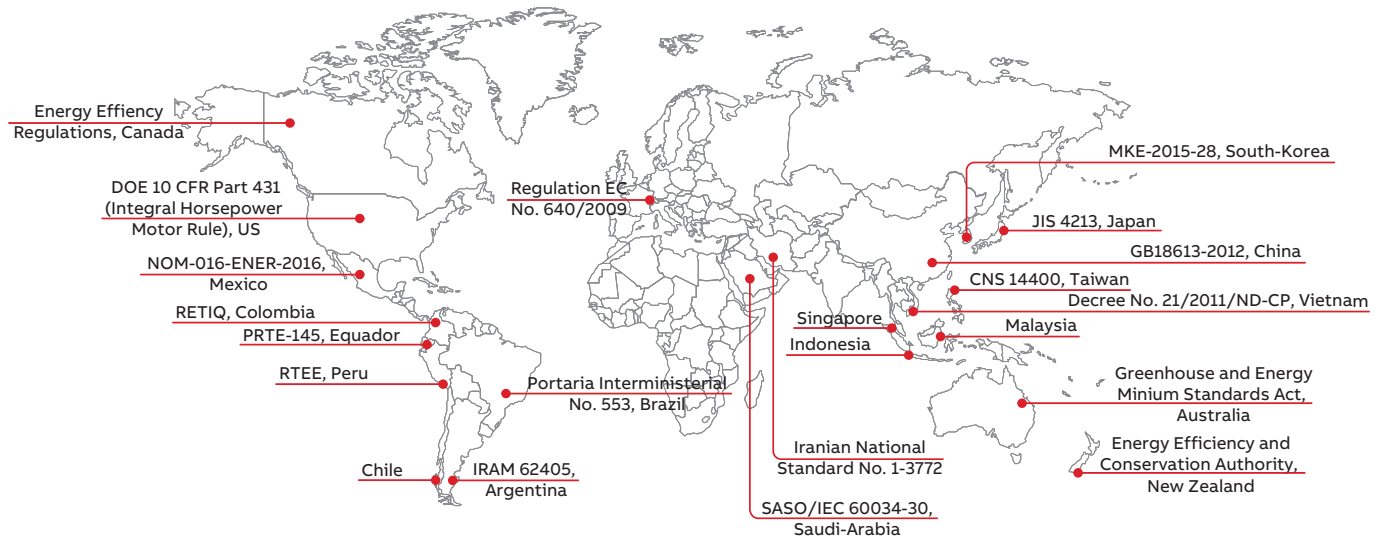 Energy Effiency
Regulations, Canada
DOE 10 CFR Part 431
(Integral Horsepower
Motor Rule), US
NOM-016-ENER-2016,
Mexico
RETIQ, Colombia
PRTE-145, Equador
RTEE, Peru
Chile
IRAM 62405,
Argentina
Portaria Interministerial
No. 553, Brazil
Regulation EC
No. 640/2009
MKE-2015-28, South-Korea
JIS 4213, Japan
GB18613-2012, China
CNS 14400, Taiwan
Decree No. 21/2011/ND-CP, Vietnam
Singapore
Malaysia
Indonesia
Greenhouse and Energy
Minium Standards Act,
Australia
Iranian National
Standard No. 1-3772
Energy Efficiency and
Conservation Authority,
New Zealand
SASO/IEC 60034-30,
Saudi-Arabia